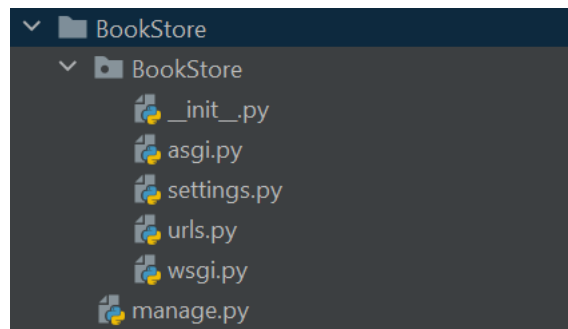 BookStore
BookStore
__init__.py
asgi.py
settings.py
urls.py
wsgi.py
manage.py